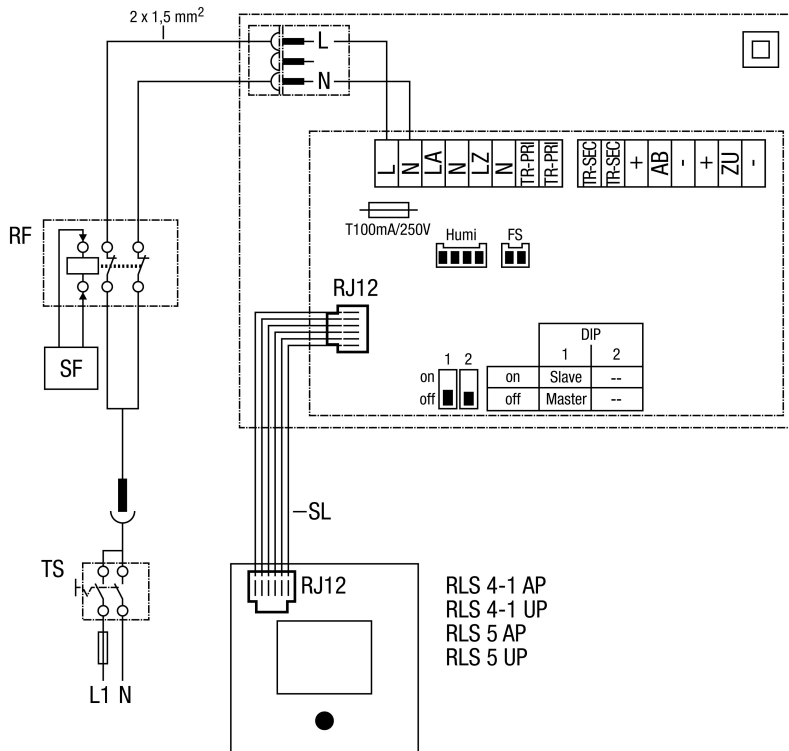 2 x 1,5 mm²
L
N
L N LA N LZ N TR-PRI TR-PRI TR-SEC TR-SEC + AB - + ZU -
T100mA/250V
Humi FS
RF
SF
RJ12
DIP
1 2
1 2
on on Slave --
off off Master --
SL
TS
RJ12
L1 N
RLS 4-1 AP
RLS 4-1 UP
RLS 5 AP
RLS 5 UP